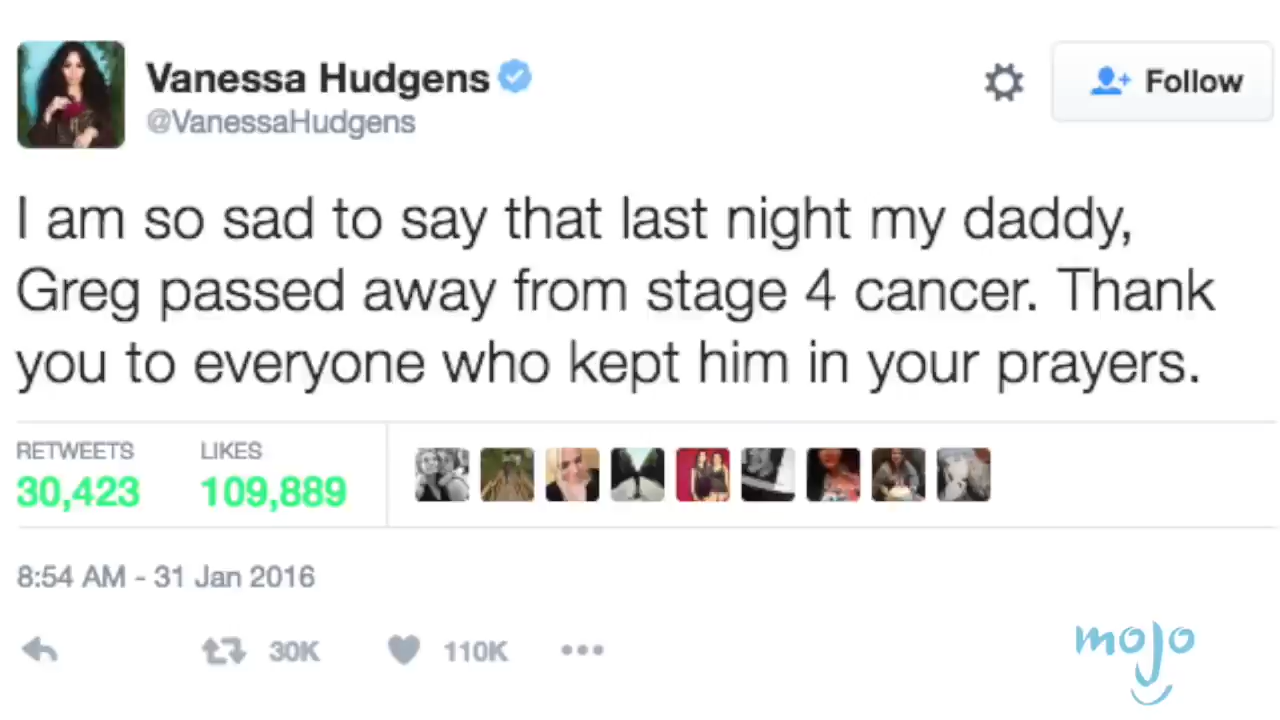 Vanessa Hudgens
@VanessaHudgens
Follow
I am so sad to say that last night my daddy,
Greg passed away from stage 4 cancer. Thank
you to everyone who kept him in your prayers.
RETWEETS LIKES
30,423 109,889
8:54 AM - 31 Jan 2016
30K 110K
mojo